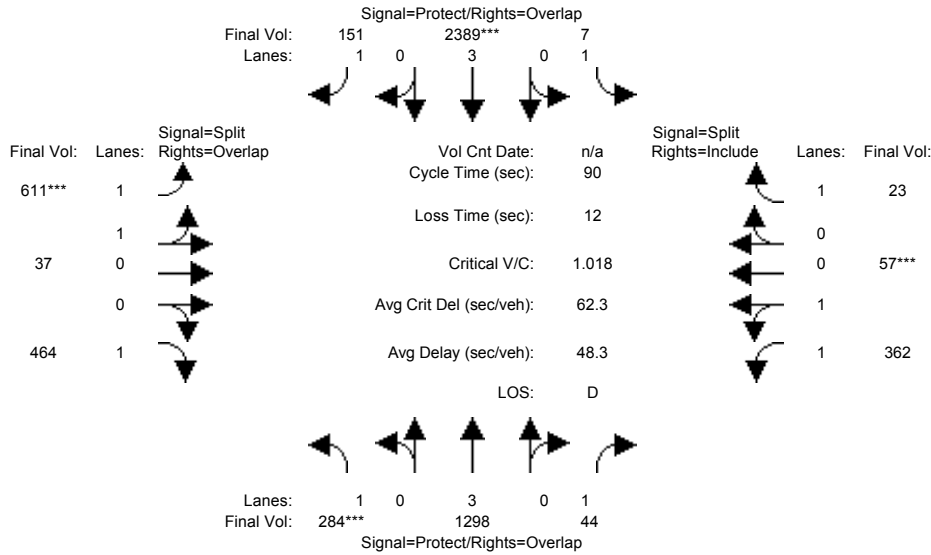 Signal=Protect/Rights=Overlap
Final Vol: 151 2389*** 7
Lanes: 1 0 3 0 1
Signal=Split Signal=Split
Final Vol: Lanes: Rights=Overlap Vol Cnt Date: n/a Rights=Include Lanes: Final Vol:
Cycle Time (sec): 90
611*** 1 1 23
Loss Time (sec): 12
1 0
37 0 Critical V/C: 1.018 0 57***
0 Avg Crit Del (sec/veh): 62.3 1
464 1 Avg Delay (sec/veh): 48.3 1 362
LOS: D
Lanes: 1 0 3 0 1
Final Vol: 284*** 1298 44
Signal=Protect/Rights=Overlap